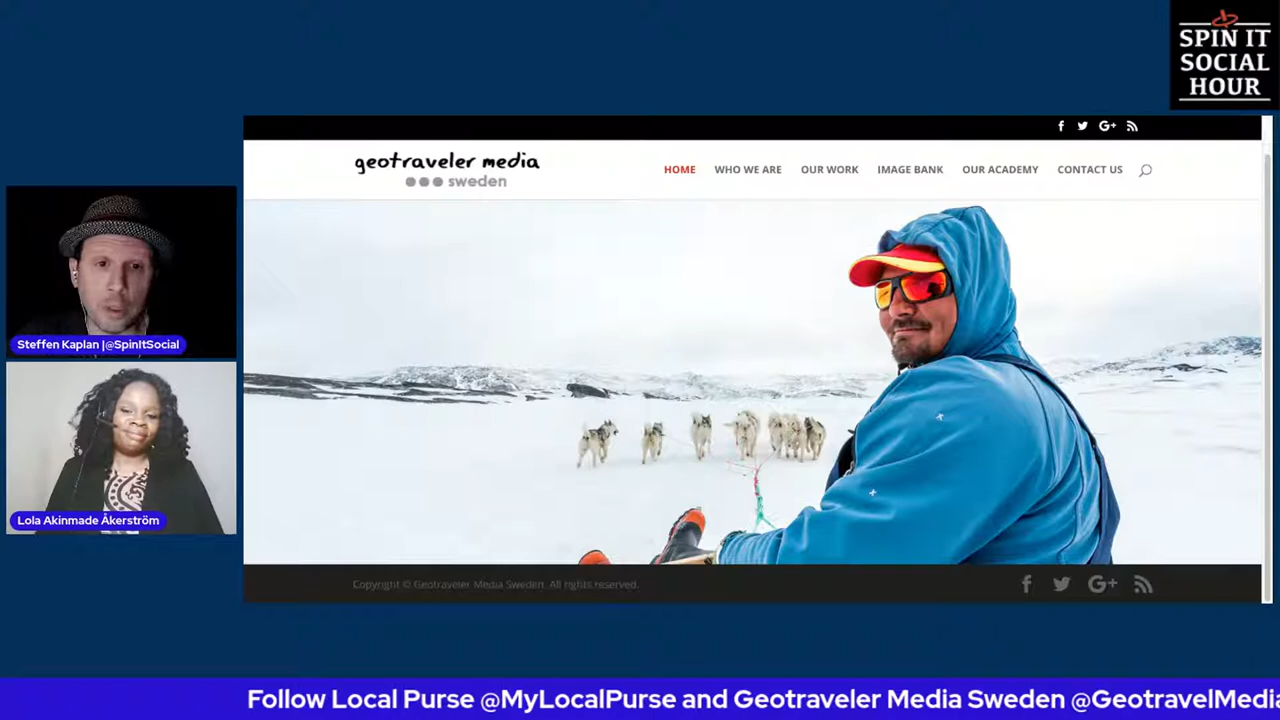 SPIN IT
SOCIAL
HOUR
geotraveler media
sweden
HOME WHO WE ARE OUR WORK IMAGE BANK OUR ACADEMY CONTACT US
Steffen Kaplan |@SpinItSocial
Lola Akinmade Åkerström
Copyright © Geotraveler Media Sweden. All rights reserved.
Follow Local Purse @MyLocalPurse and Geotraveler Media Sweden @GeotravelMedia